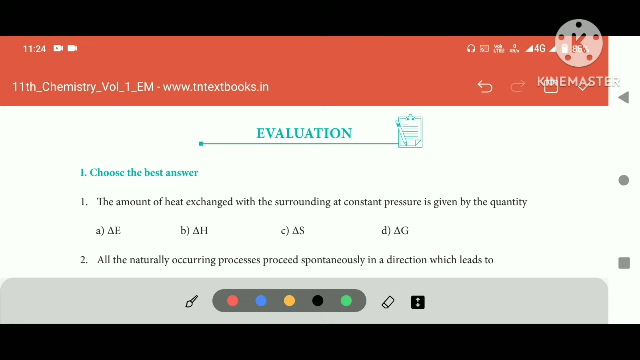 11:24 4G 85%
KINEMASTER
11th_Chemistry_Vol_1_EM - www.tntextbooks.in
EVALUATION
I. Choose the best answer
1. The amount of heat exchanged with the surrounding at constant pressure is given by the quantity
a) ΔE b) ΔH c) ΔS d) ΔG
2. All the naturally occurring processes proceed spontaneously in a direction which leads to